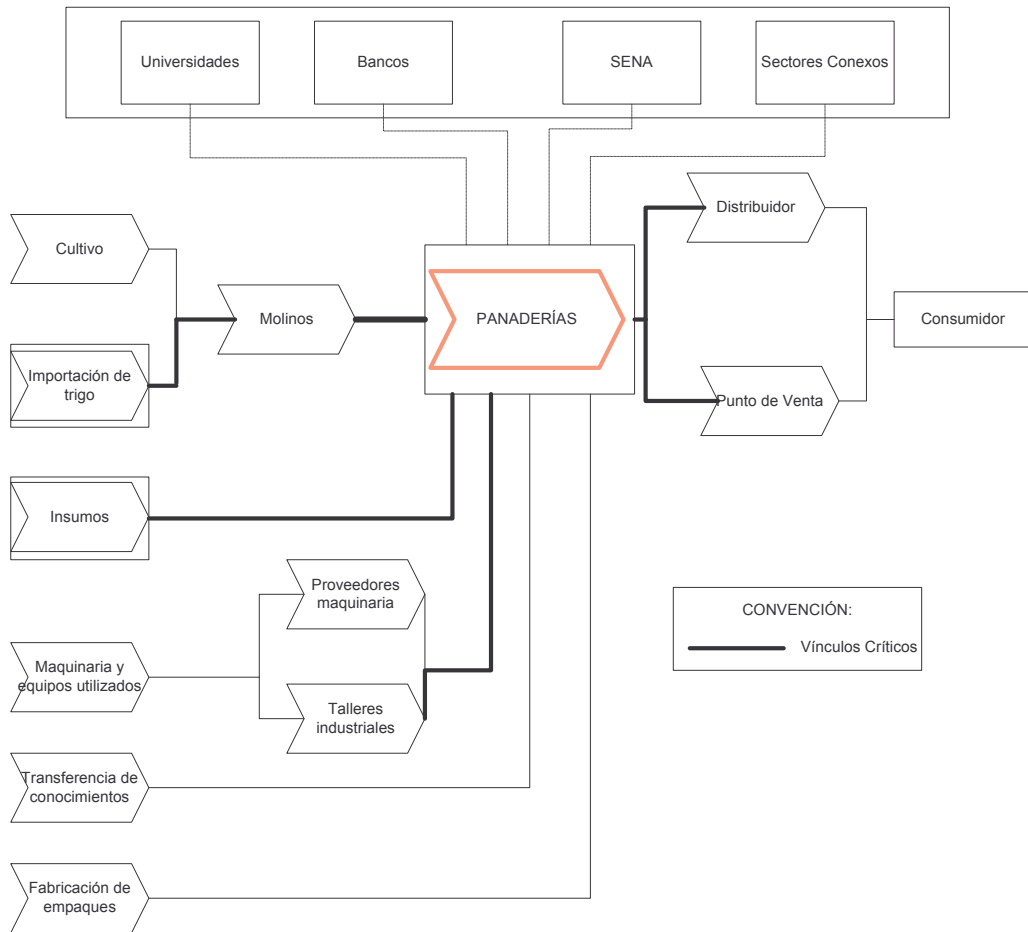 Universidades
Bancos
SENA
Sectores Conexos
Distribuidor
Cultivo
Molinos
PANADERÍAS
Consumidor
Importación de
trigo
Punto de Venta
Insumos
Proveedores
maquinaria
CONVENCIÓN:
Vínculos Críticos
Maquinaria y
equipos utilizados
Talleres
industriales
Transferencia de
conocimientos
Fabricación de
empaques